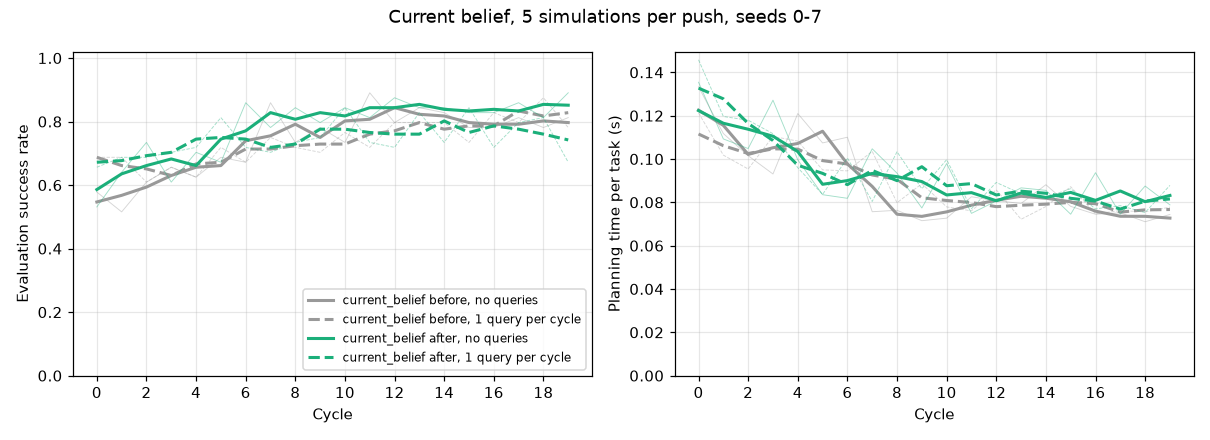 Current belief, 5 simulations per push, seeds 0-7
Evaluation success rate
1.0
0.8
0.6
0.4
0.2
0.0
current_belief before, no queries
current_belief before, 1 query per cycle
current_belief after, no queries
current_belief after, 1 query per cycle
0 2 4 6 8 10 12 14 16 18
Cycle
Planning time per task (s)
0.14
0.12
0.10
0.08
0.06
0.04
0.02
0.00
0 2 4 6 8 10 12 14 16 18
Cycle